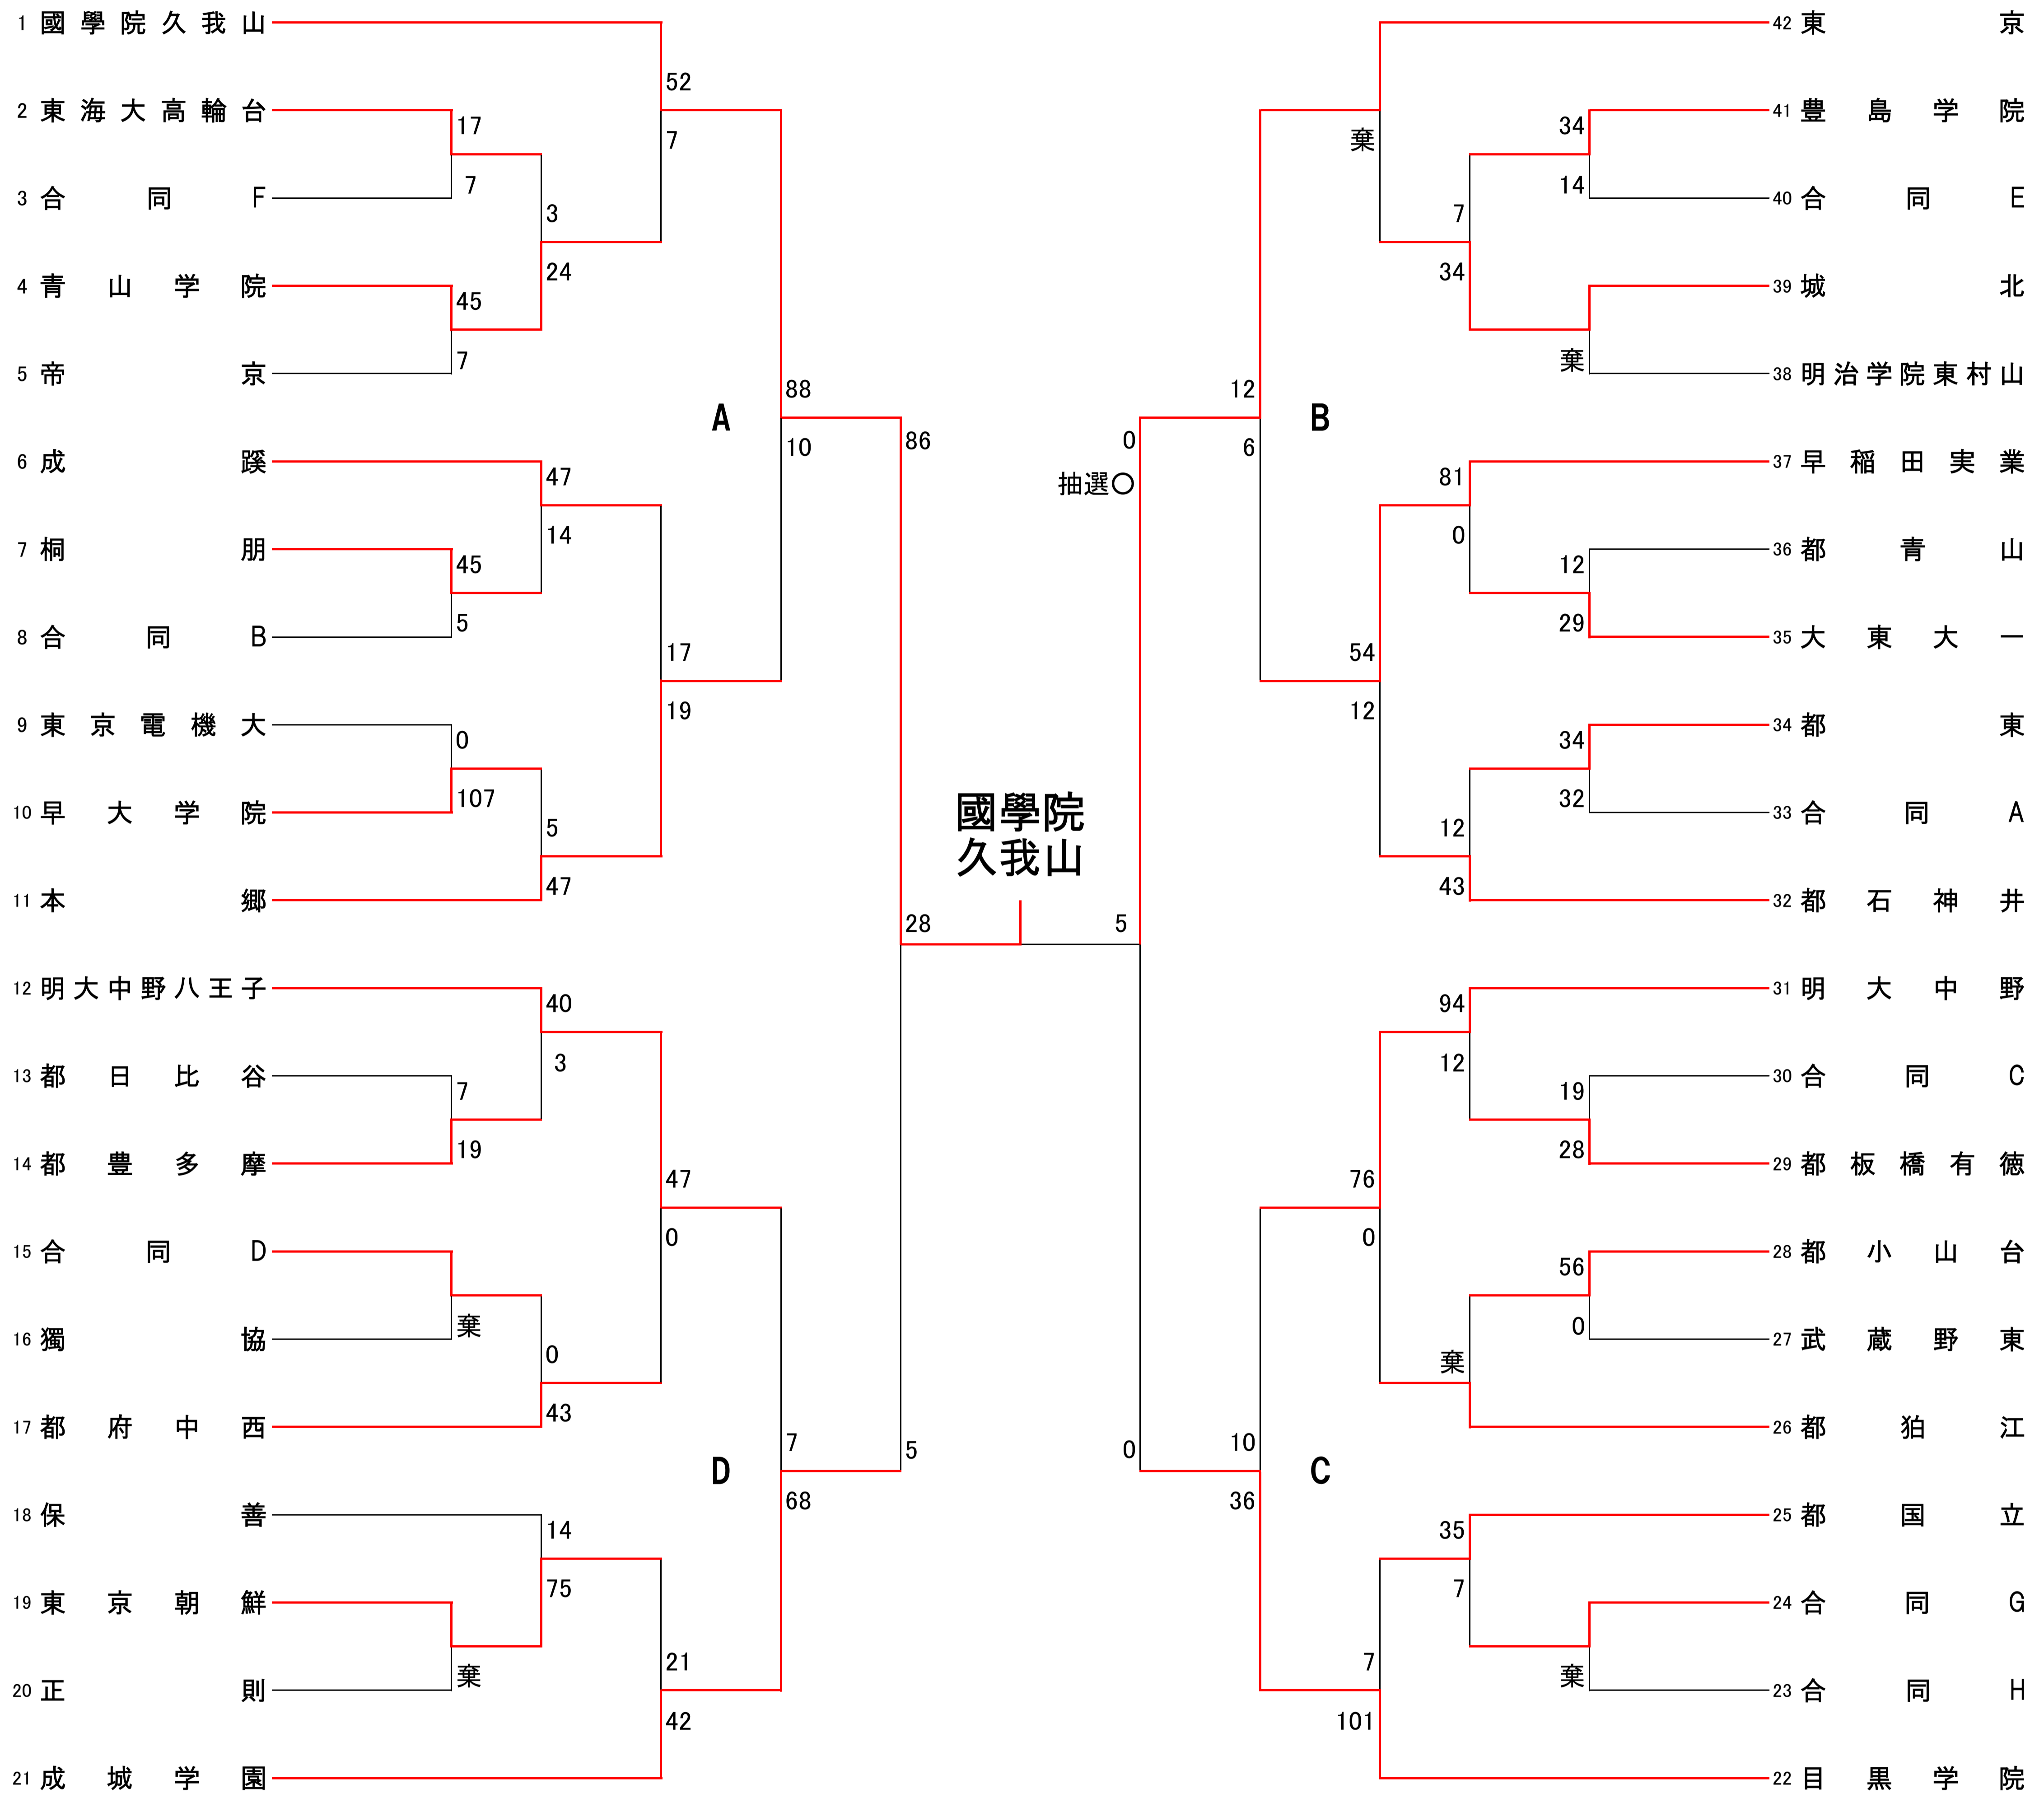 1 國學院久我山
52
2 東海大高輪台
17
7
3 合同F
7
3
4 青山学院
24
45
5 帝京
7
88
A
10
86
6 成蹊
47
14
7 桐朋
45
8 合同B
5
17
9 東京電機大
0
19
10 早大学院
107
5
11 本郷
47
28
12 明大中野八王子
40
3
13 都日比谷
7
14 都豊多摩
19
47
15 合同D
0
16 獨協
棄
0
17 都府中西
43
7
D
5
68
18 保善
14
19 東京朝鮮
75
20 正則
棄
21
42
21 成城学園
國學院
久我山
42 東京
41 豊島学院
34
棄
14
40 合同E
7
34
39 城北
棄
38 明治学院東村山
12
B
0
6
抽選○
37 早稲田実業
81
0
36 都青山
12
29
35 大東大一
54
12
34 都東
34
32
33 合同A
12
43
32 都石神井
5
31 明大中野
94
12
30 合同C
19
28
29 都板橋有徳
76
0
28 都小山台
56
0
27 武蔵野東
棄
26 都狛江
10
0
C
36
25 都国立
35
7
24 合同G
棄
23 合同H
7
101
22 目黒学院